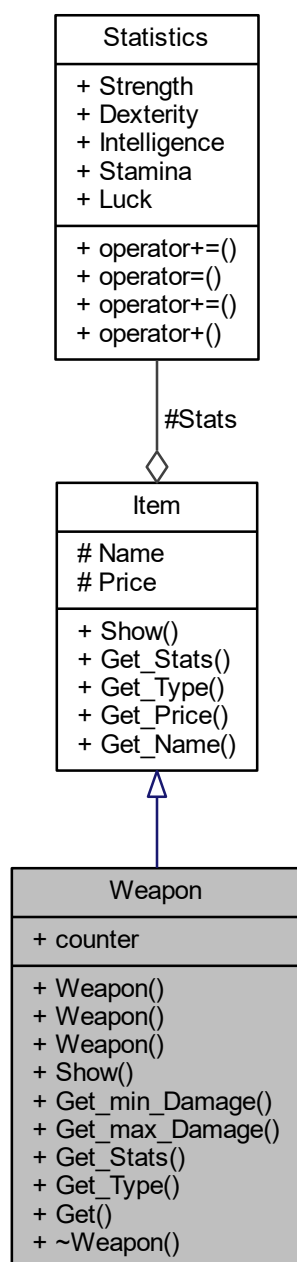 Statistics
+ Strength
+ Dexterity
+ Intelligence
+ Stamina
+ Luck
+ operator+=()
+ operator=()
+ operator+=()
+ operator+()
#Stats
Item
# Name
# Price
+ Show()
+ Get_Stats()
+ Get_Type()
+ Get_Price()
+ Get_Name()
Weapon
+ counter
+ Weapon()
+ Weapon()
+ Weapon()
+ Show()
+ Get_min_Damage()
+ Get_max_Damage()
+ Get_Stats()
+ Get_Type()
+ Get()
+ ~Weapon()